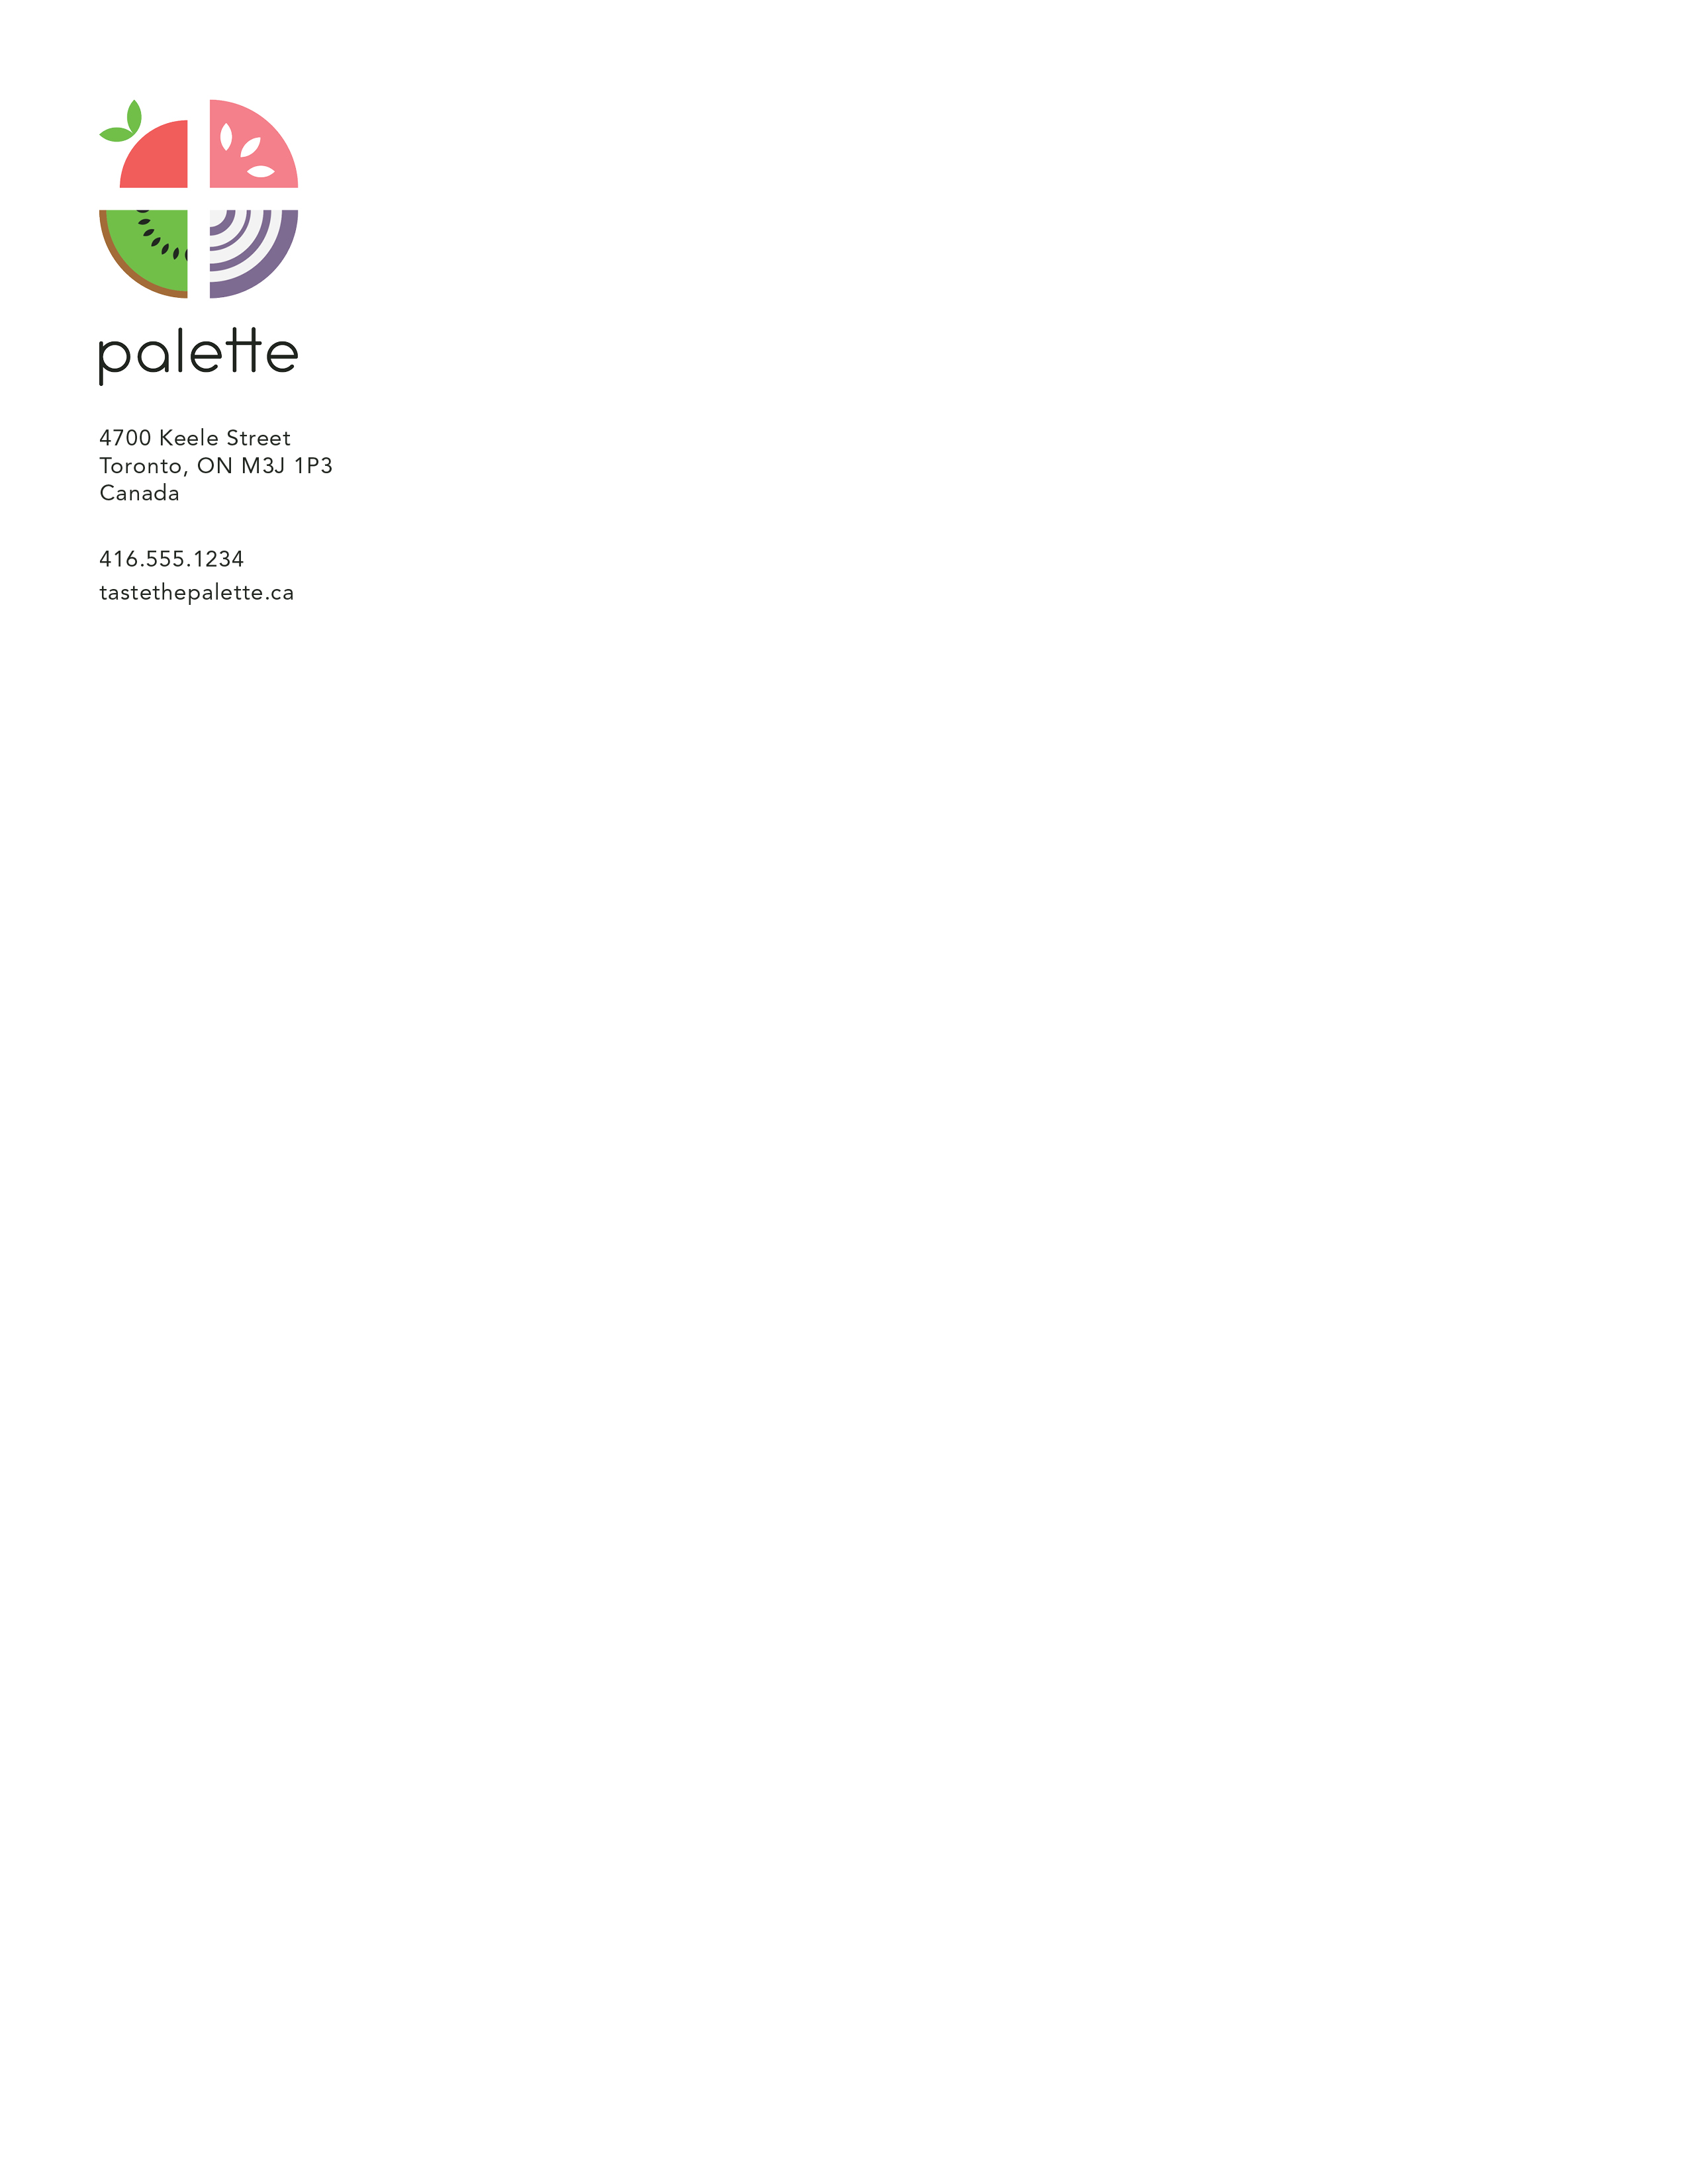 palette
4700 Keele Street
Toronto, ON M3J 1P3
Canada
416.555.1234
tastethepalette.ca